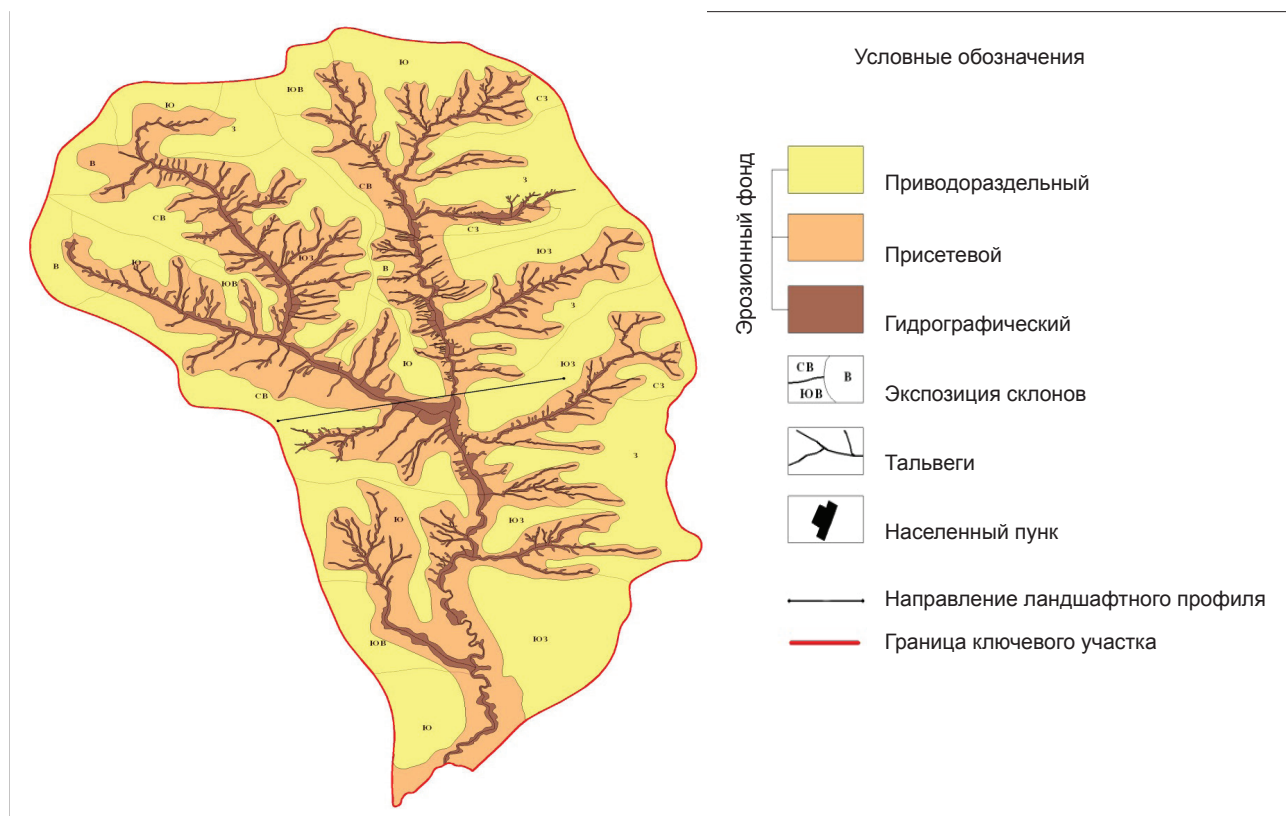 Условные обозначения
Эрозионный фонд
Приводораздельный
Присетевой
Гидрографический
СВ
В
ЮВ
Экспозиция склонов
Тальвеги
Населенный пунк
Направление ландшафтного профиля
Граница ключевого участка
Ю
ЮВ
СЗ
Ю
З
В
З
СВ
СВ
СЗ
ЮЗ
Ю
ЮЗ
В
В
ЮВ
З
Ю
ЮЗ
СЗ
СВ
З
Ю
ЮЗ
ЮЗ
ЮВ
Ю